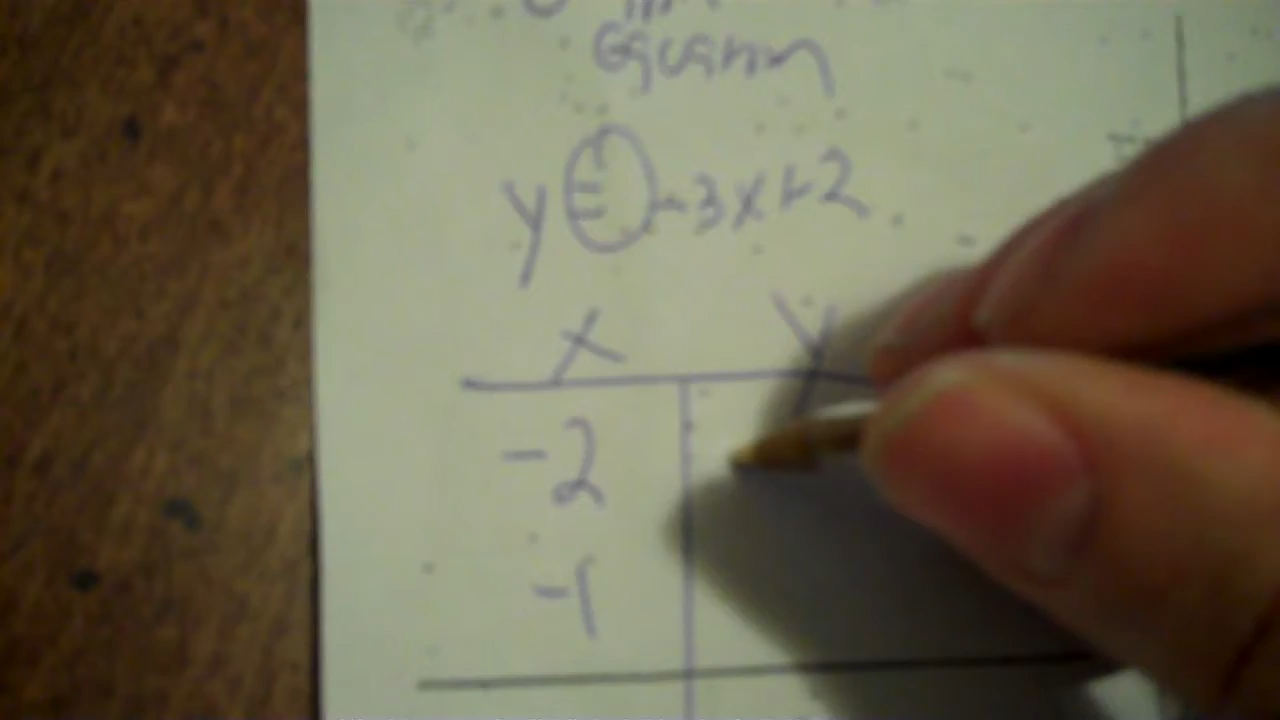 y = -3x+2
x y
-2
-1